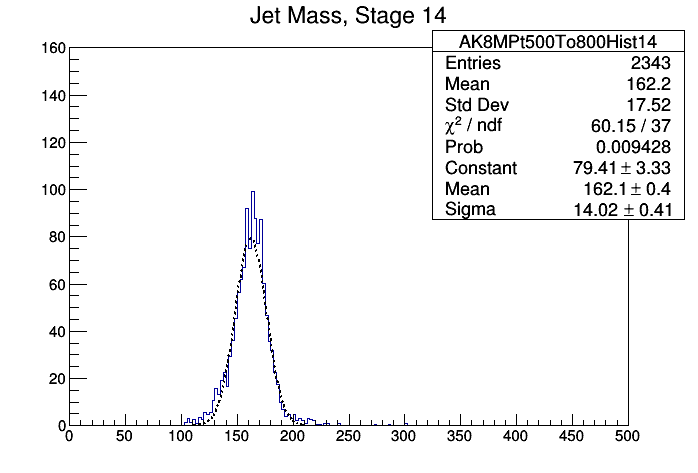 Jet Mass, Stage 14
AK8MPt500To800Hist14
Entries 2343
Mean 162.2
Std Dev 17.52
χ² / ndf 60.15 / 37
Prob 0.009428
Constant 79.41 ± 3.33
Mean 162.1 ± 0.4
Sigma 14.02 ± 0.41
160
140
120
100
80
60
40
20
0
0 50 100 150 200 250 300 350 400 450 500